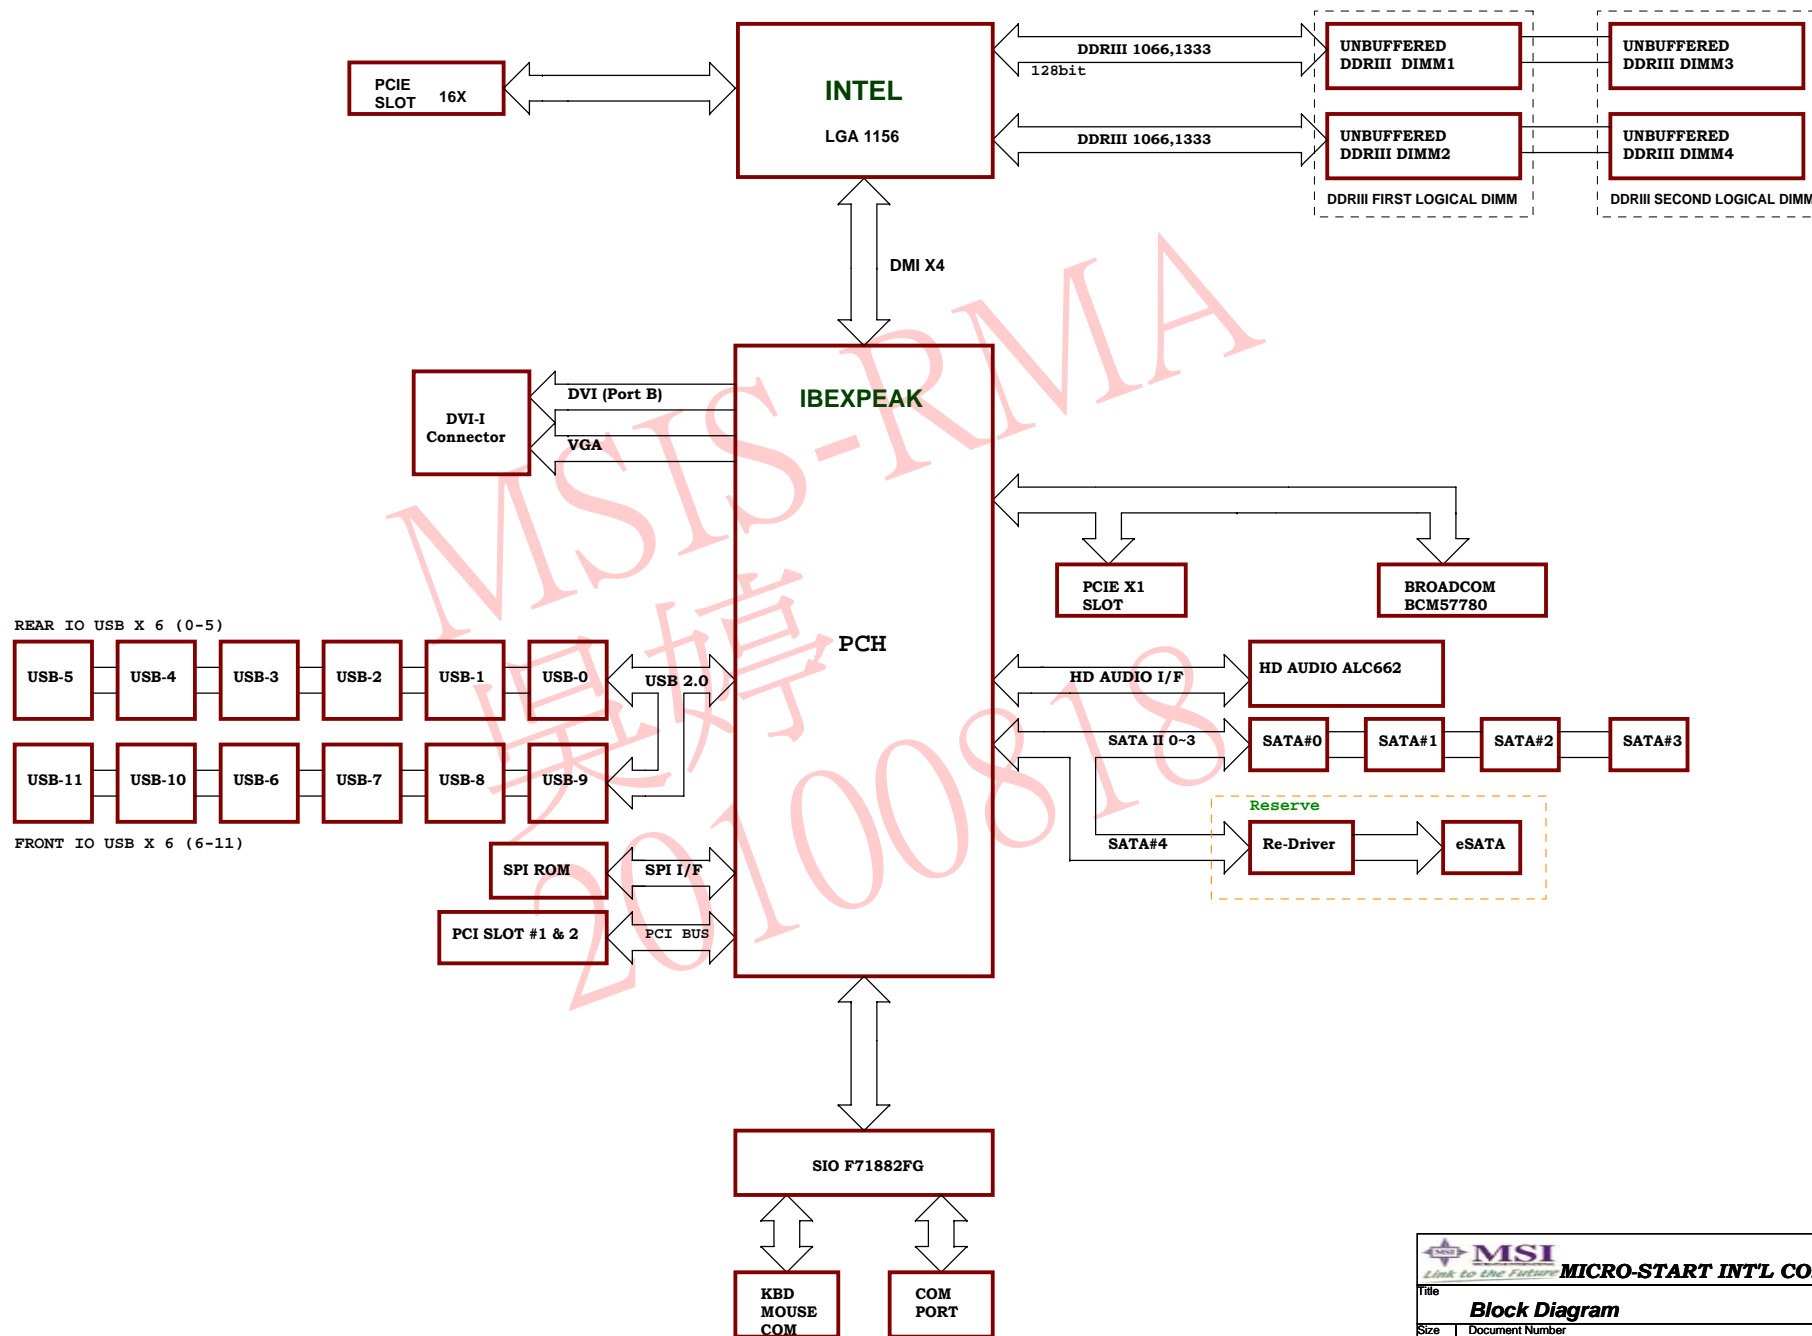 PCIE
SLOT 16X
INTEL
LGA 1156
DDRIII 1066,1333
128bit
DDRIII 1066,1333
UNBUFFERED
DDRIII DIMM1
UNBUFFERED
DDRIII DIMM3
UNBUFFERED
DDRIII DIMM2
UNBUFFERED
DDRIII DIMM4
DDRIII FIRST LOGICAL DIMM
DDRIII SECOND LOGICAL DIMM
DMI X4
IBEXPEAK
PCH
DVI-I
Connector
DVI (Port B)
VGA
PCIE X1
SLOT
BROADCOM
BCM57780
REAR IO USB X 6 (0-5)
USB-5
USB-4
USB-3
USB-2
USB-1
USB-0
USB 2.0
USB-11
USB-10
USB-6
USB-7
USB-8
USB-9
FRONT IO USB X 6 (6-11)
HD AUDIO I/F
HD AUDIO ALC662
SATA II 0~3
SATA#0
SATA#1
SATA#2
SATA#3
Reserve
SATA#4
Re-Driver
eSATA
SPI ROM
SPI I/F
PCI SLOT #1 & 2
PCI BUS
SIO F71882FG
KBD
MOUSE
COM
COM
PORT
MSIS-RMA
吳婷
20100818
MSI
Link to the Future
MICRO-START INT'L CO
Title
Block Diagram
Size
Document Number